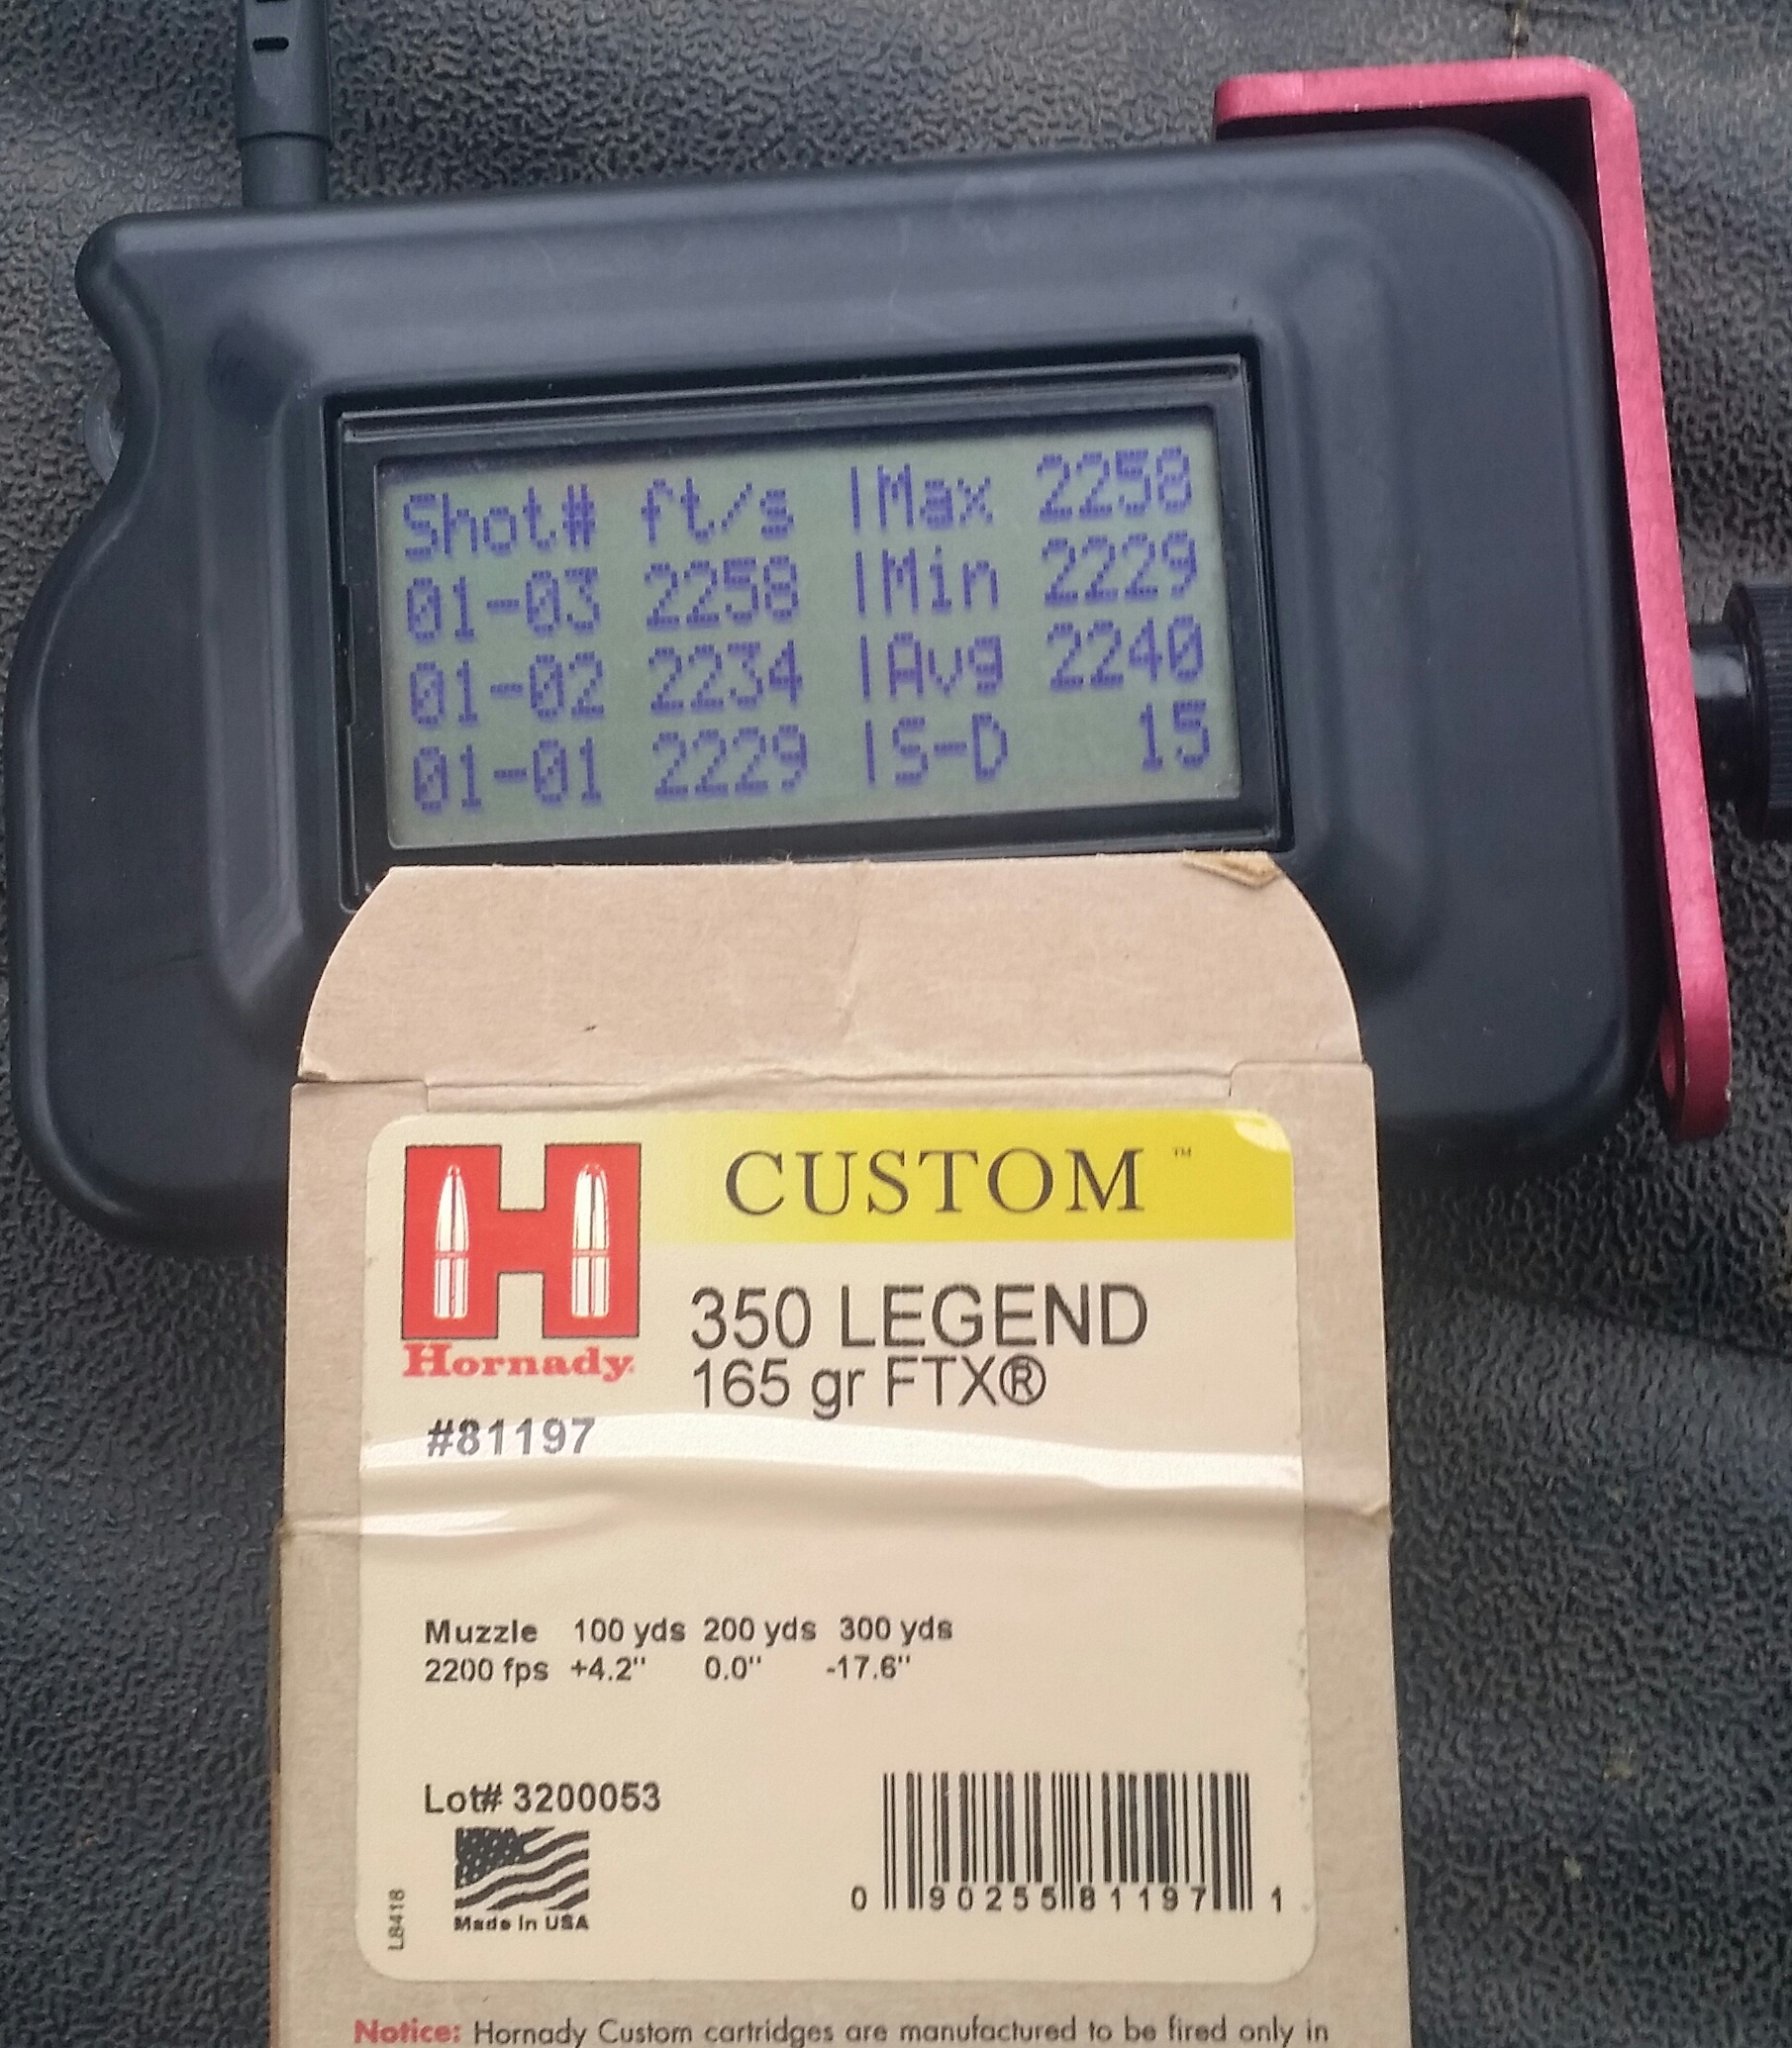 Shot# ft/s |Max 2258
01-03 2258 |Min 2229
01-02 2234 |Avg 2240
01-01 2229 |S-D 15
CUSTOM™
Hornady
350 LEGEND
165 gr FTX®
#81197
Muzzle 100 yds 200 yds 300 yds
2200 fps +4.2" 0.0" -17.6"
Lot# 3200053
Made in USA
L8418
0 90255 81197 1
Notice: Hornady Custom cartridges are manufactured to be fired only in